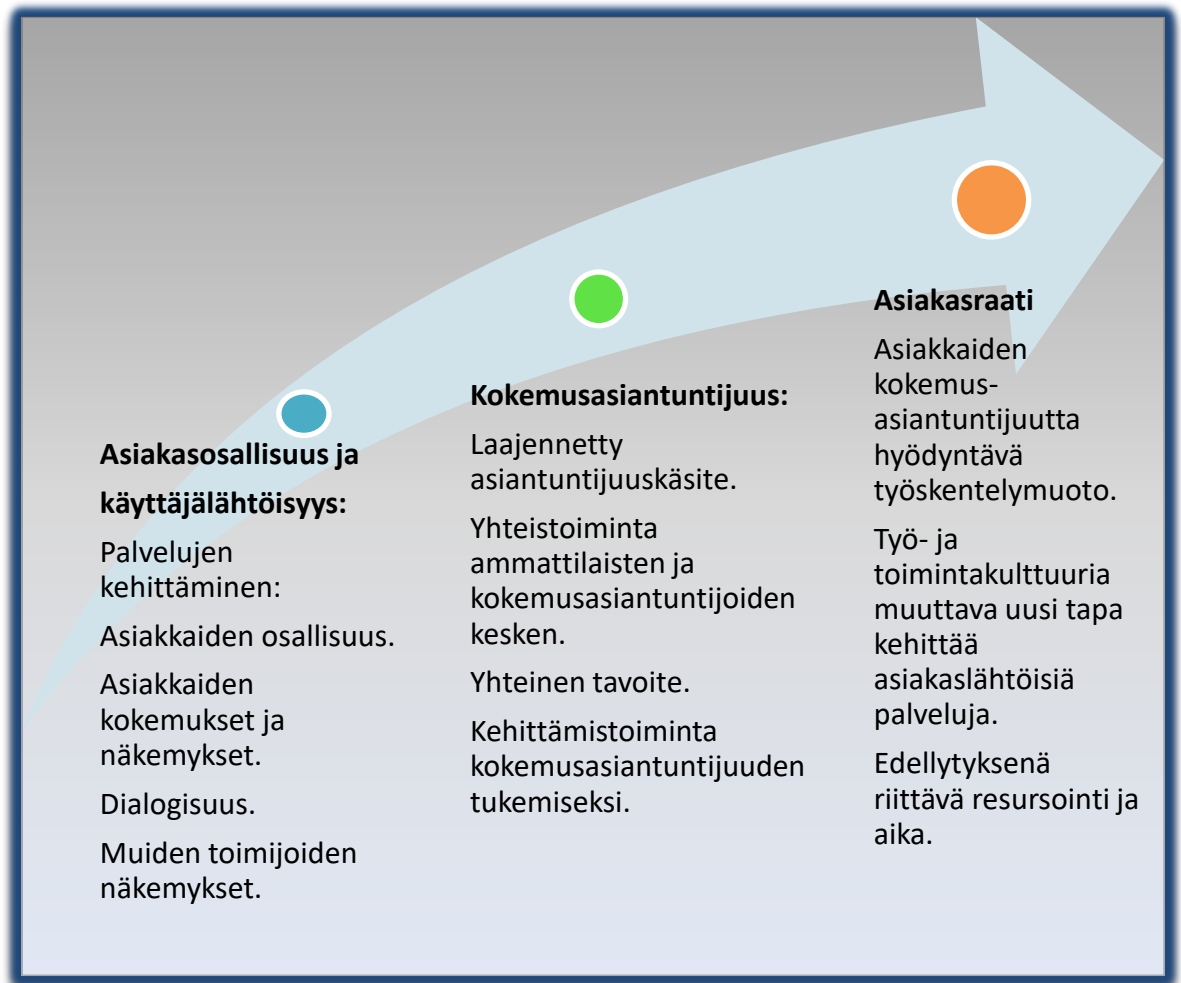 Asiakasosallisuus ja
käyttäjälähtöisyys:
Palvelujen
kehittäminen:
Asiakkaiden osallisuus.
Asiakkaiden
kokemukset ja
näkemykset.
Dialogisuus.
Muiden toimijoiden
näkemykset.
Kokemusasiantuntijuus:
Laajennetty
asiantuntijuuskäsite.
Yhteistoiminta
ammattilaisten ja
kokemusasiantuntijoiden
kesken.
Yhteinen tavoite.
Kehittämistoiminta
kokemusasiantuntijuuden
tukemiseksi.
Asiakasraati
Asiakkaiden
kokemus-
asiantuntijuutta
hyödyntävä
työskentelymuoto.
Työ- ja
toimintakulttuuria
muuttava uusi tapa
kehittää
asiakaslähtöisiä
palveluja.
Edellytyksenä
riittävä resursointi ja
aika.